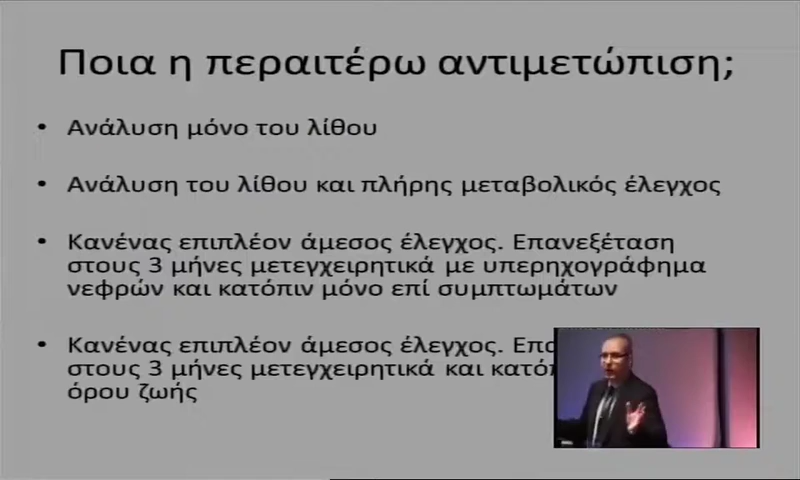 Ποια η περαιτέρω αντιμετώπιση;
• Ανάλυση μόνο του λίθου
• Ανάλυση του λίθου και πλήρης μεταβολικός έλεγχος
• Κανένας επιπλέον άμεσος έλεγχος. Επανεξέταση
στους 3 μήνες μετεγχειρητικά με υπερηχογράφημα
νεφρών και κατόπιν μόνο επί συμπτωμάτων
• Κανένας επιπλέον άμεσος έλεγχος.
στους 3 μήνες μετεγχειρητικά και
όρου ζωής